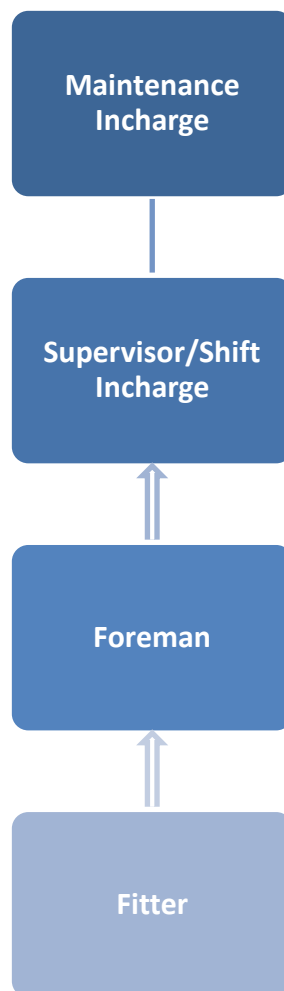 Maintenance
Incharge
Supervisor/Shift
Incharge
Foreman
Fitter